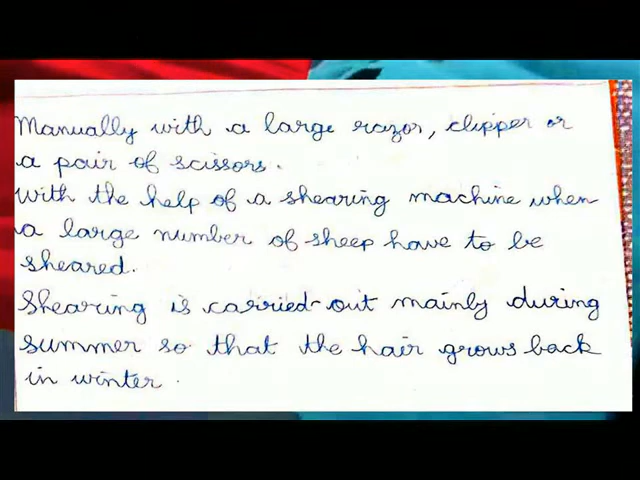 Manually with a large razor, clipper or
a pair of scissors.
with the help of a shearing machine when
a large number of sheep have to be
sheared.
Shearing is carried-out mainly during
summer so that the hair grows back
in winter.